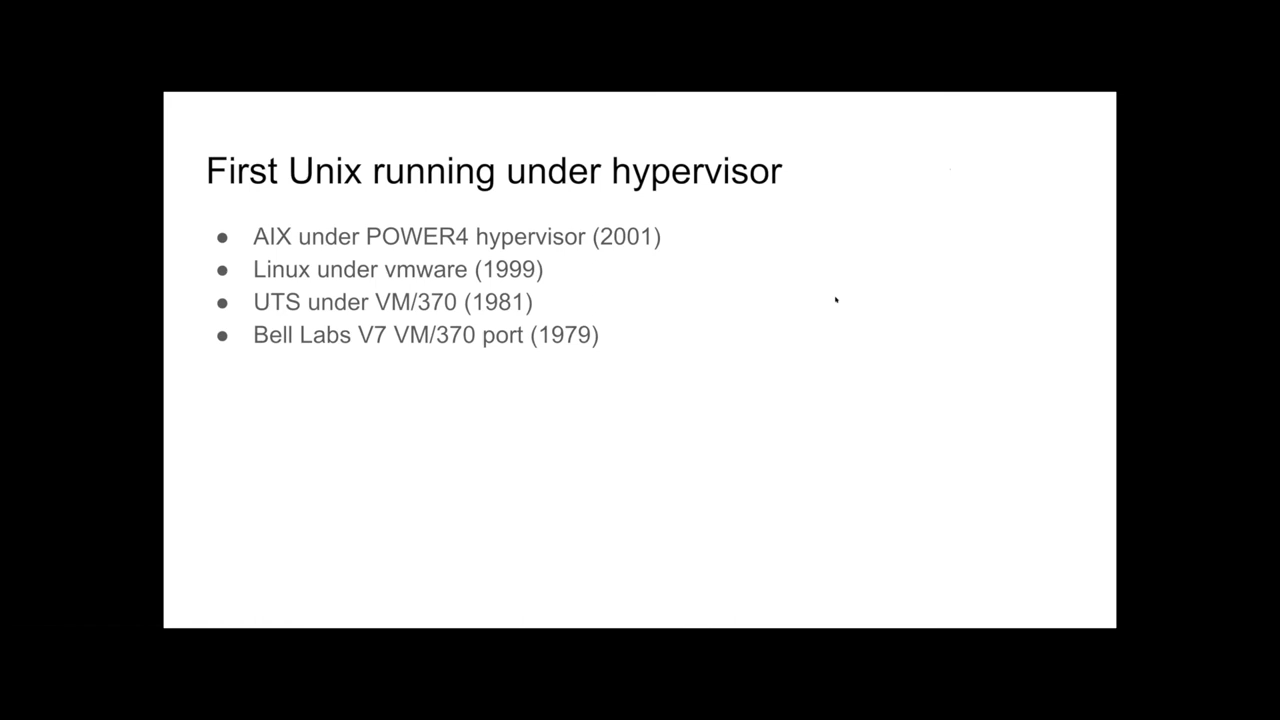 First Unix running under hypervisor
● AIX under POWER4 hypervisor (2001)
● Linux under vmware (1999)
● UTS under VM/370 (1981)
● Bell Labs V7 VM/370 port (1979)